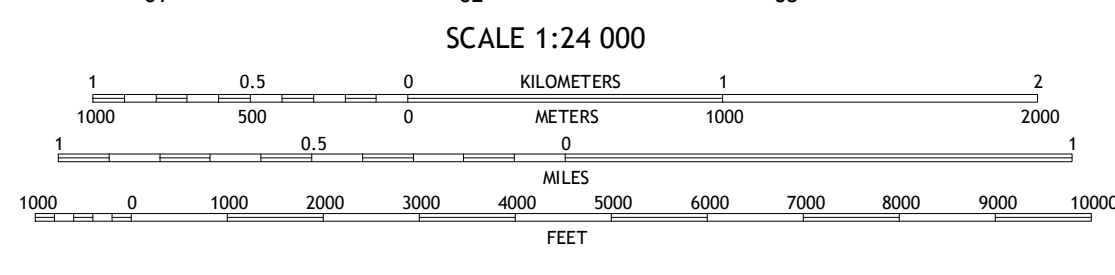 SCALE 1:24 000
1 0.5 0 KILOMETERS 1 2
1000 500 0 METERS 1000 2000
1 0.5 0 1
MILES
1000 0 1000 2000 3000 4000 5000 6000 7000 8000 9000 10000
FEET